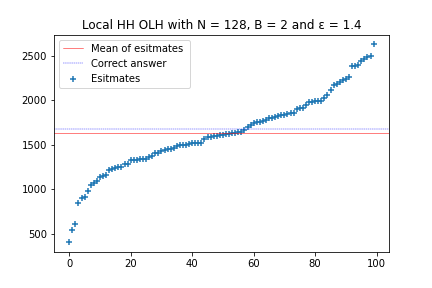 Local HH OLH with N = 128, B = 2 and ε = 1.4
Mean of esitmates
Correct answer
Esitmates
2500
2000
1500
1000
500
0
20
40
60
80
100